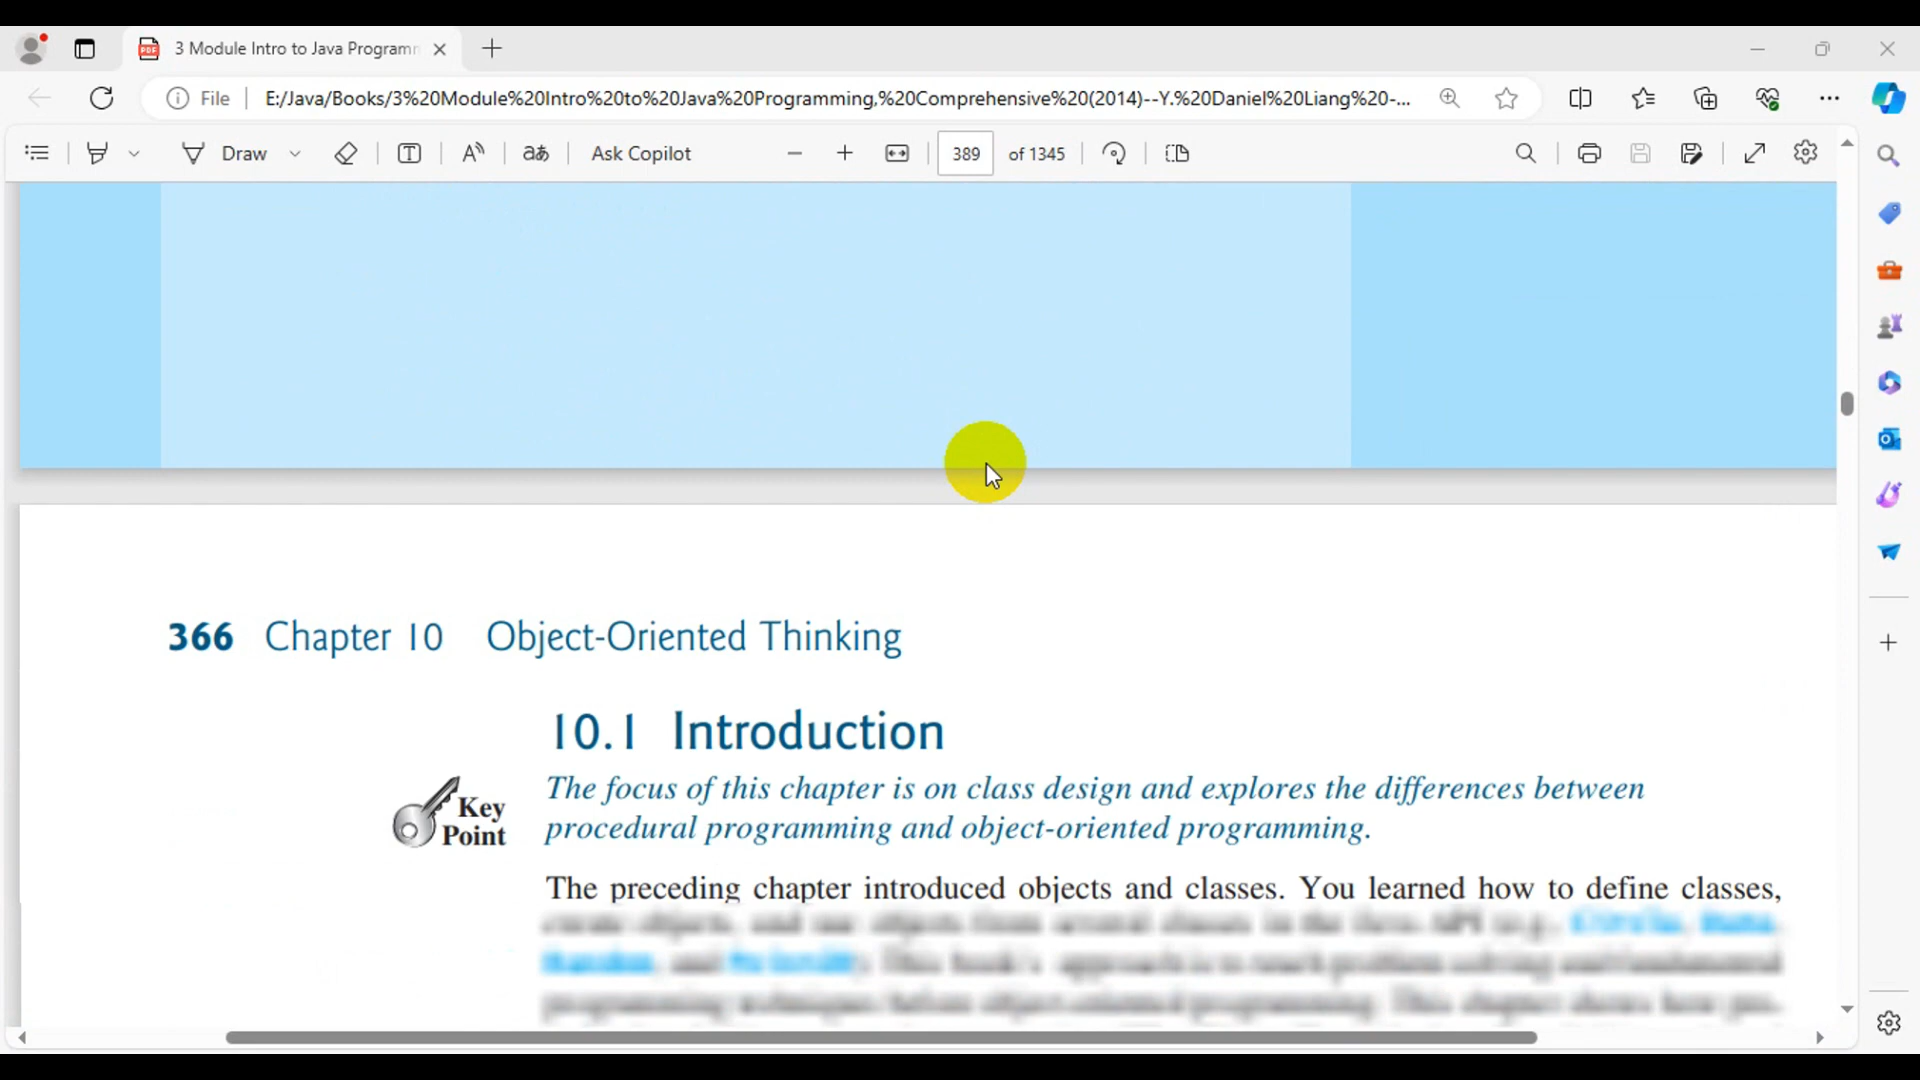 3 Module Intro to Java Programm
File
E:/Java/Books/3%20Module%20Intro%20to%20Java%20Programming,%20Comprehensive%20(2014)--Y.%20Daniel%20Liang%20-...
Draw
aあ
Ask Copilot
389 of 1345
366 Chapter 10 Object-Oriented Thinking
10.1 Introduction
Key
Point
The focus of this chapter is on class design and explores the differences between
procedural programming and object-oriented programming.
The preceding chapter introduced objects and classes. You learned how to define classes,